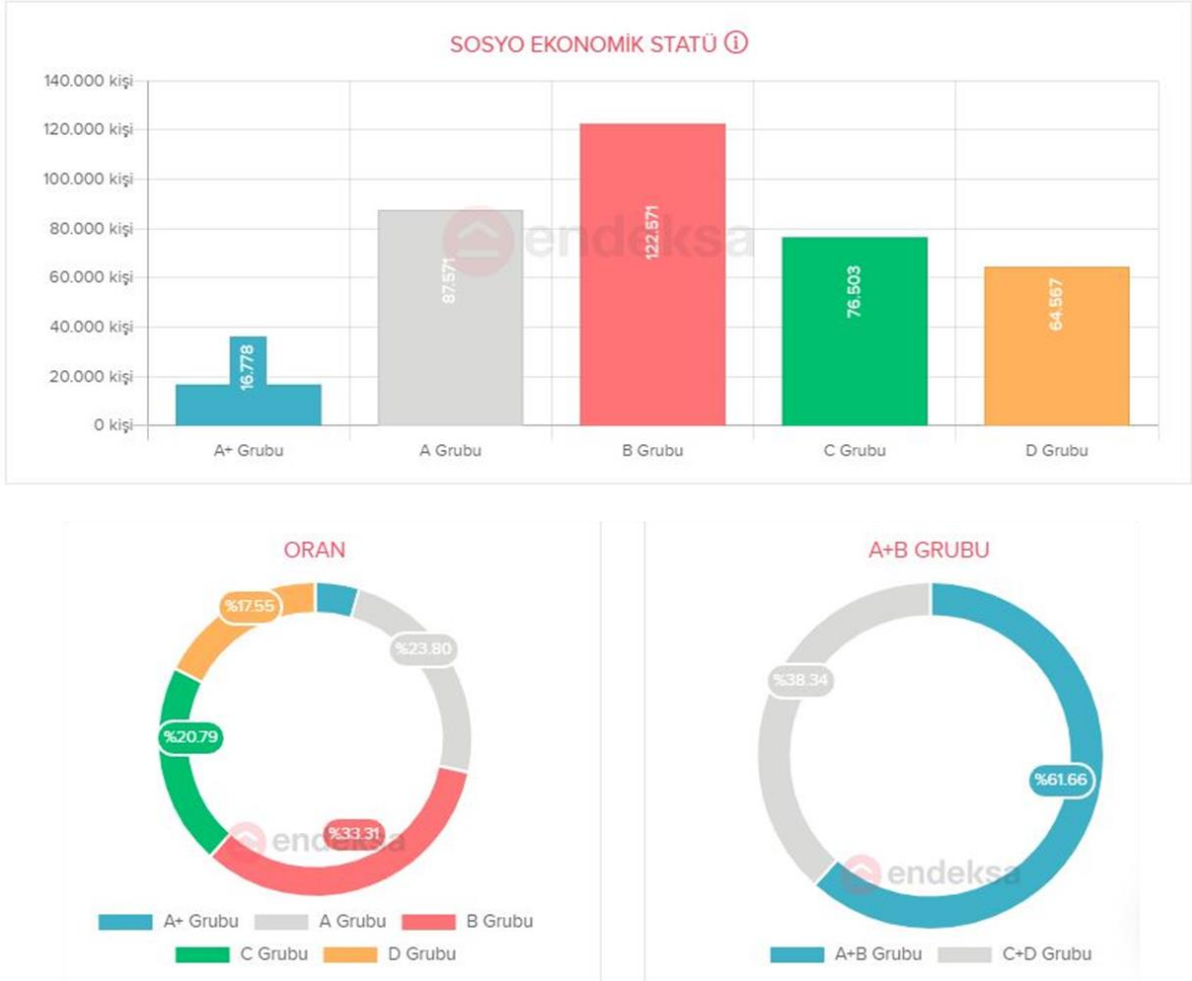 SOSYO EKONOMİK STATÜ
140.000 kişi
120.000 kişi
100.000 kişi
80.000 kişi
60.000 kişi
40.000 kişi
20.000 kişi
0 kişi
16.778
87.571
122.571
76.503
64.567
endeksa
A+ Grubu
A Grubu
B Grubu
C Grubu
D Grubu
ORAN
%17.55
%23.80
%20.79
%33.31
endeksa
A+ Grubu
A Grubu
B Grubu
C Grubu
D Grubu
A+B GRUBU
%38.34
%61.66
endeksa
A+B Grubu
C+D Grubu